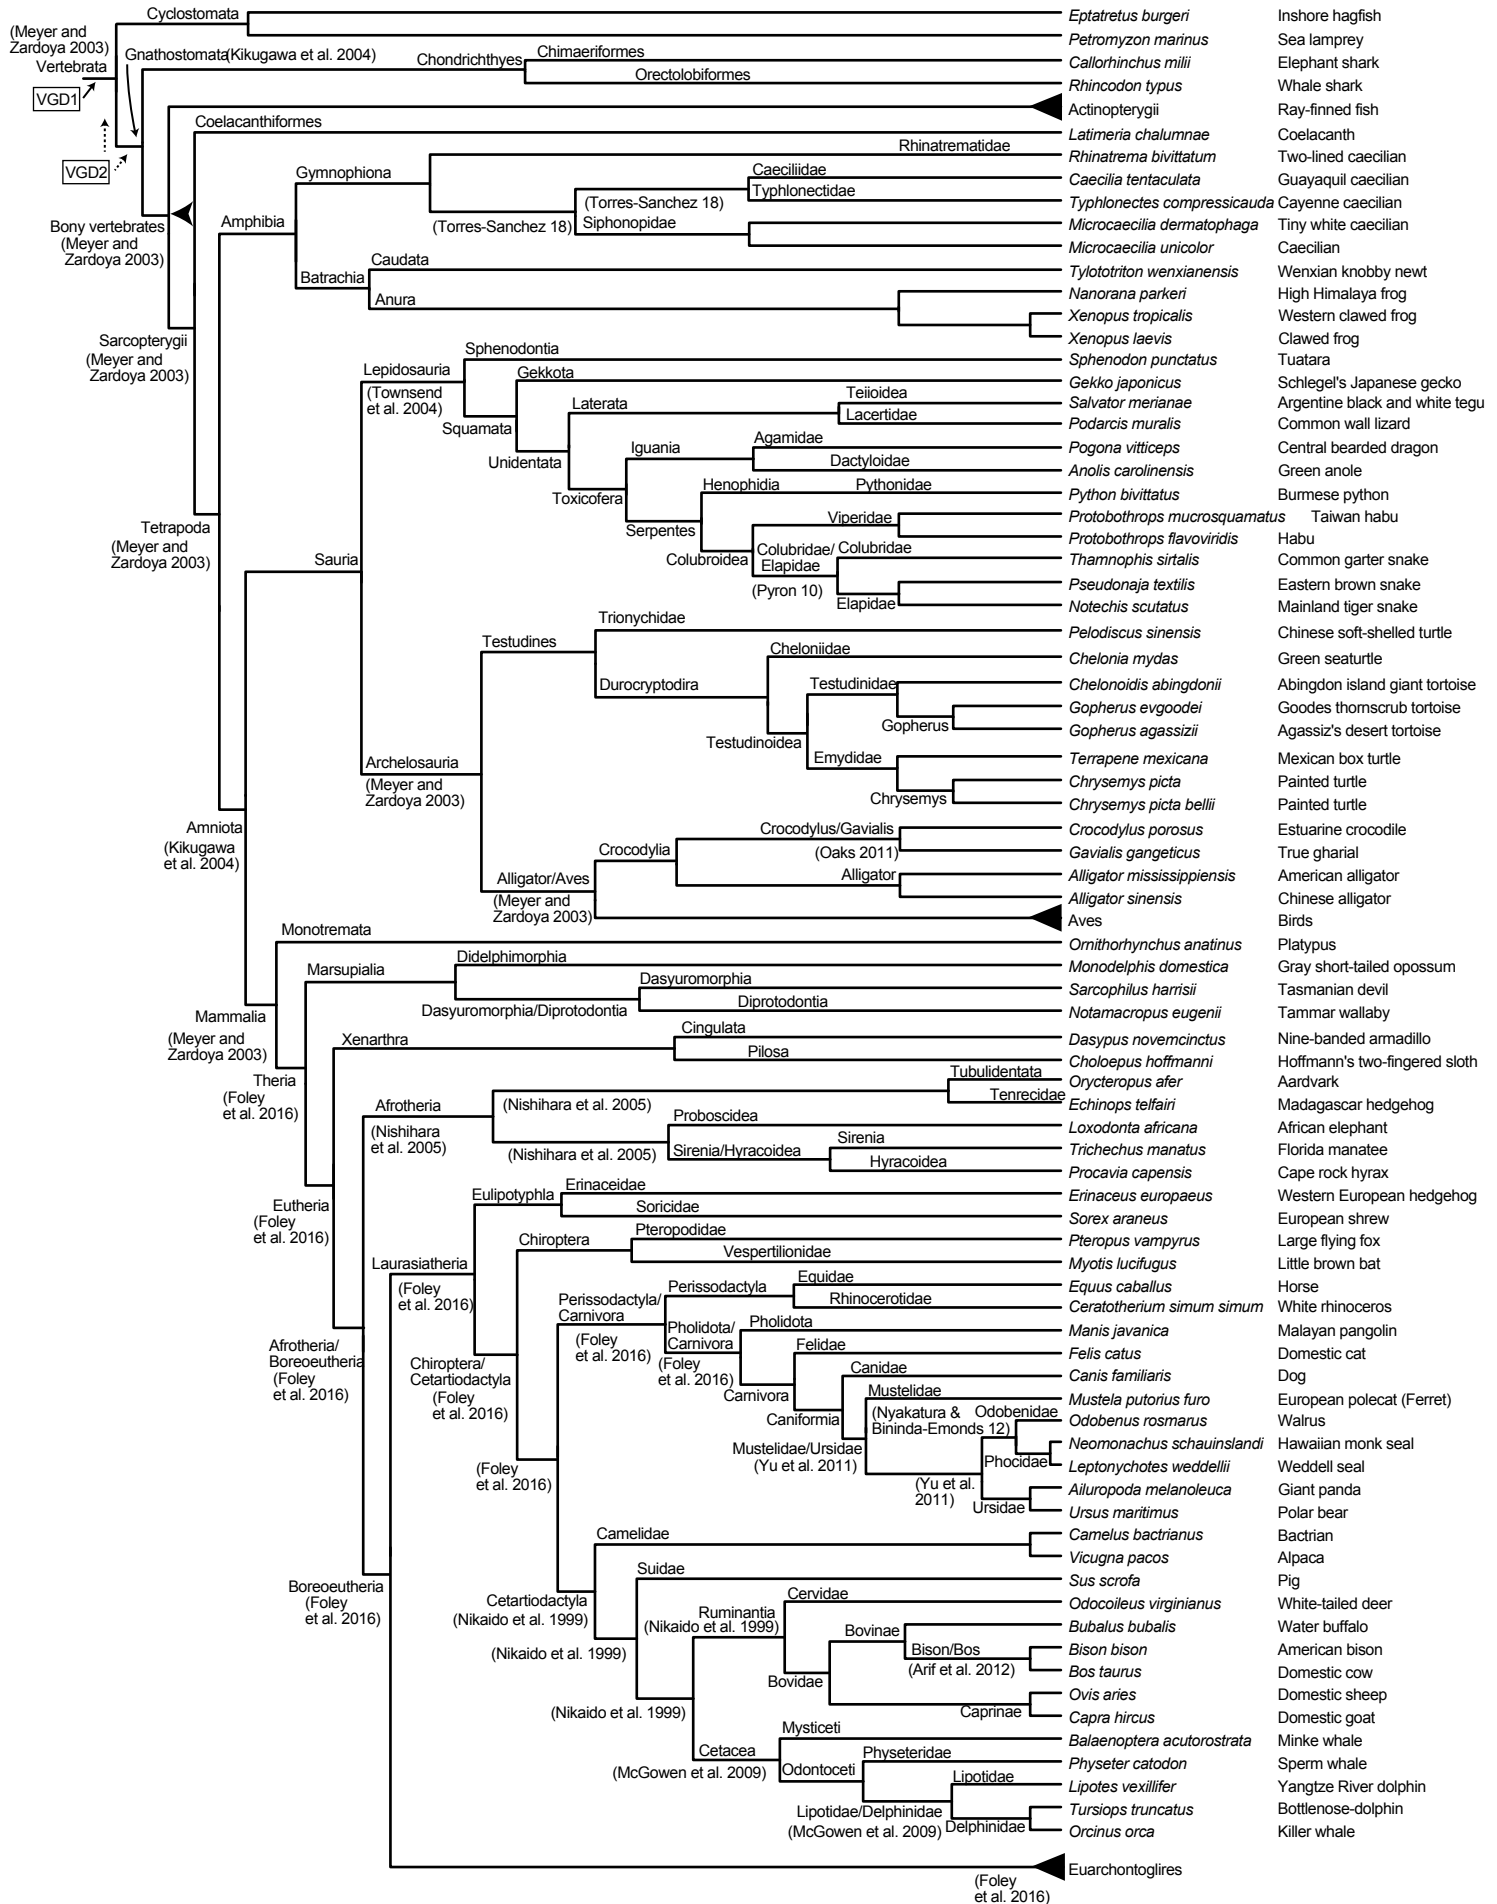 Cyclostomata
Eptatretus burgeri Inshore hagfish
(Meyer and
Zardoya 2003)
Petromyzon marinus Sea lamprey
Vertebrata
Gnathostomata(Kikugawa et al. 2004)
Chondrichthyes
Chimaeriformes
Callorhinchus milii Elephant shark
Orectolobiformes
Rhincodon typus Whale shark
VGD1
Actinopterygii Ray-finned fish
Coelacanthiformes
Latimeria chalumnae Coelacanth
VGD2
Rhinatrematidae
Rhinatrema bivittatum Two-lined caecilian
Gymnophiona
Caeciliidae
Caecilia tentaculata Guayaquil caecilian
Typhlonectidae
(Torres-Sanchez 18)
Typhlonectes compressicauda Cayenne caecilian
Bony vertebrates
(Meyer and
Zardoya 2003)
Amphibia
(Torres-Sanchez 18)
Siphonopidae
Microcaecilia dermatophaga Tiny white caecilian
Microcaecilia unicolor Caecilian
Caudata
Tylototriton wenxianensis Wenxian knobby newt
Batrachia
Anura
Nanorana parkeri High Himalaya frog
Xenopus tropicalis Western clawed frog
Xenopus laevis Clawed frog
Sarcopterygii
(Meyer and
Zardoya 2003)
Sphenodontia
Sphenodon punctatus Tuatara
Lepidosauria
(Townsend
et al. 2004)
Gekkota
Gekko japonicus Schlegel's Japanese gecko
Squamata
Laterata
Teiioidea
Salvator merianae Argentine black and white tegu
Lacertidae
Podarcis muralis Common wall lizard
Unidentata
Iguania
Agamidae
Pogona vitticeps Central bearded dragon
Dactyloidae
Anolis carolinensis Green anole
Toxicofera
Henophidia
Pythonidae
Python bivittatus Burmese python
Serpentes
Viperidae
Protobothrops mucrosquamatus Taiwan habu
Protobothrops flavoviridis Habu
Colubroidea
Colubridae/
Elapidae
(Pyron 10)
Colubridae
Thamnophis sirtalis Common garter snake
Pseudonaja textilis Eastern brown snake
Elapidae
Notechis scutatus Mainland tiger snake
Tetrapoda
(Meyer and
Zardoya 2003)
Sauria
Testudines
Trionychidae
Pelodiscus sinensis Chinese soft-shelled turtle
Cheloniidae
Chelonia mydas Green seaturtle
Durocryptodira
Testudinidae
Chelonoidis abingdonii Abingdon island giant tortoise
Gopherus evgoodei Goodes thornscrub tortoise
Gopherus
Gopherus agassizii Agassiz's desert tortoise
Testudinoidea
Emydidae
Terrapene mexicana Mexican box turtle
Chrysemys picta Painted turtle
Chrysemys
Chrysemys picta bellii Painted turtle
Archelosauria
(Meyer and
Zardoya 2003)
Crocodylus/Gavialis
Crocodylus porosus Estuarine crocodile
(Oaks 2011)
Gavialis gangeticus True gharial
Crocodylia
Alligator
Alligator mississippiensis American alligator
Alligator sinensis Chinese alligator
Alligator/Aves
(Meyer and
Zardoya 2003)
Aves Birds
Amniota
(Kikugawa
et al. 2004)
Monotremata
Ornithorhynchus anatinus Platypus
Didelphimorphia
Monodelphis domestica Gray short-tailed opossum
Marsupialia
Dasyuromorphia
Sarcophilus harrisii Tasmanian devil
Dasyuromorphia/Diprotodontia
Diprotodontia
Notamacropus eugenii Tammar wallaby
Mammalia
(Meyer and
Zardoya 2003)
Xenarthra
Cingulata
Dasypus novemcinctus Nine-banded armadillo
Pilosa
Choloepus hoffmanni Hoffmann's two-fingered sloth
Theria
(Foley
et al. 2016)
Tubulidentata
Orycteropus afer Aardvark
Afrotheria
(Nishihara
et al. 2005)
(Nishihara et al. 2005)
Tenrecidae
Echinops telfairi Madagascar hedgehog
Proboscidea
Loxodonta africana African elephant
(Nishihara et al. 2005)
Sirenia/Hyracoidea
Sirenia
Trichechus manatus Florida manatee
Hyracoidea
Procavia capensis Cape rock hyrax
Eutheria
(Foley
et al. 2016)
Eulipotyphla
Erinaceidae
Erinaceus europaeus Western European hedgehog
Soricidae
Sorex araneus European shrew
Chiroptera
Pteropodidae
Pteropus vampyrus Large flying fox
Vespertilionidae
Myotis lucifugus Little brown bat
Laurasiatheria
(Foley
et al. 2016)
Perissodactyla
Equidae
Equus caballus Horse
Rhinocerotidae
Ceratotherium simum simum White rhinoceros
Perissodactyla/
Carnivora
(Foley
et al. 2016)
Pholidota/
Carnivora
(Foley
et al. 2016)
Pholidota
Manis javanica Malayan pangolin
Felidae
Felis catus Domestic cat
Afrotheria/
Boreoeutheria
(Foley
et al. 2016)
Chiroptera/
Cetartiodactyla
(Foley
et al. 2016)
Carnivora
Canidae
Canis familiaris Dog
Caniformia
Mustelidae
Mustela putorius furo European polecat (Ferret)
(Nyakatura &
Bininda-Emonds 12)
Odobenidae
Odobenus rosmarus Walrus
Neomonachus schauinslandi Hawaiian monk seal
Mustelidae/Ursidae
(Yu et al. 2011)
Phocidae
Leptonychotes weddellii Weddell seal
(Foley
et al. 2016)
(Yu et al.
2011)
Ailuropoda melanoleuca Giant panda
Ursidae
Ursus maritimus Polar bear
Camelidae
Camelus bactrianus Bactrian
Vicugna pacos Alpaca
Suidae
Sus scrofa Pig
Boreoeutheria
(Foley
et al. 2016)
Cetartiodactyla
(Nikaido et al. 1999)
Cervidae
Odocoileus virginianus White-tailed deer
Ruminantia
(Nikaido et al. 1999)
Bovinae
Bubalus bubalis Water buffalo
(Nikaido et al. 1999)
Bison/Bos
Bison bison American bison
(Arif et al. 2012)
Bos taurus Domestic cow
Bovidae
Ovis aries Domestic sheep
(Nikaido et al. 1999)
Caprinae
Capra hircus Domestic goat
Mysticeti
Balaenoptera acutorostrata Minke whale
Cetacea
(McGowen et al. 2009)
Physeteridae
Physeter catodon Sperm whale
Odontoceti
Lipotidae
Lipotes vexillifer Yangtze River dolphin
Lipotidae/Delphinidae
(McGowen et al. 2009)
Tursiops truncatus Bottlenose-dolphin
Delphinidae
Orcinus orca Killer whale
Euarchontoglires
(Foley
et al. 2016)